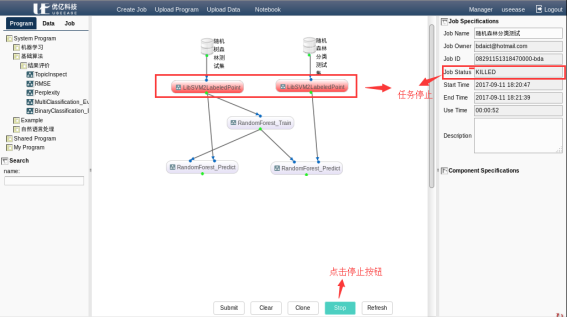 优亿科技
USEEASE
Create Job
Upload Program
Upload Data
Notebook
Manager
useease
Logout
Program
Data
Job
System Program
机器学习
基础算法
结果评价
TopicInspect
RMSE
Perplexity
MultiClassification_Eu
BinaryClassification_I
Example
自然语言处理
Shared Program
My Program
Search
name:
随机
森林
测
试集
随机
森林
分类
测试
集
LibSVM2LabeledPoint
LibSVM2LabeledPoint
RandomForest_Train
RandomForest_Predict
RandomForest_Predict
任务停止
点击停止按钮
Submit
Clear
Clone
Stop
Refresh
Job Specifications
Job Name
随机森林分类测试
Job Owner
bdaict@hotmail.com
Job ID
08291151318470000-bda
Job Status
KILLED
Start Time
2017-09-11 18:20:47
End Time
2017-09-11 18:21:39
Use Time
00:00:52
Description
Component Specifications